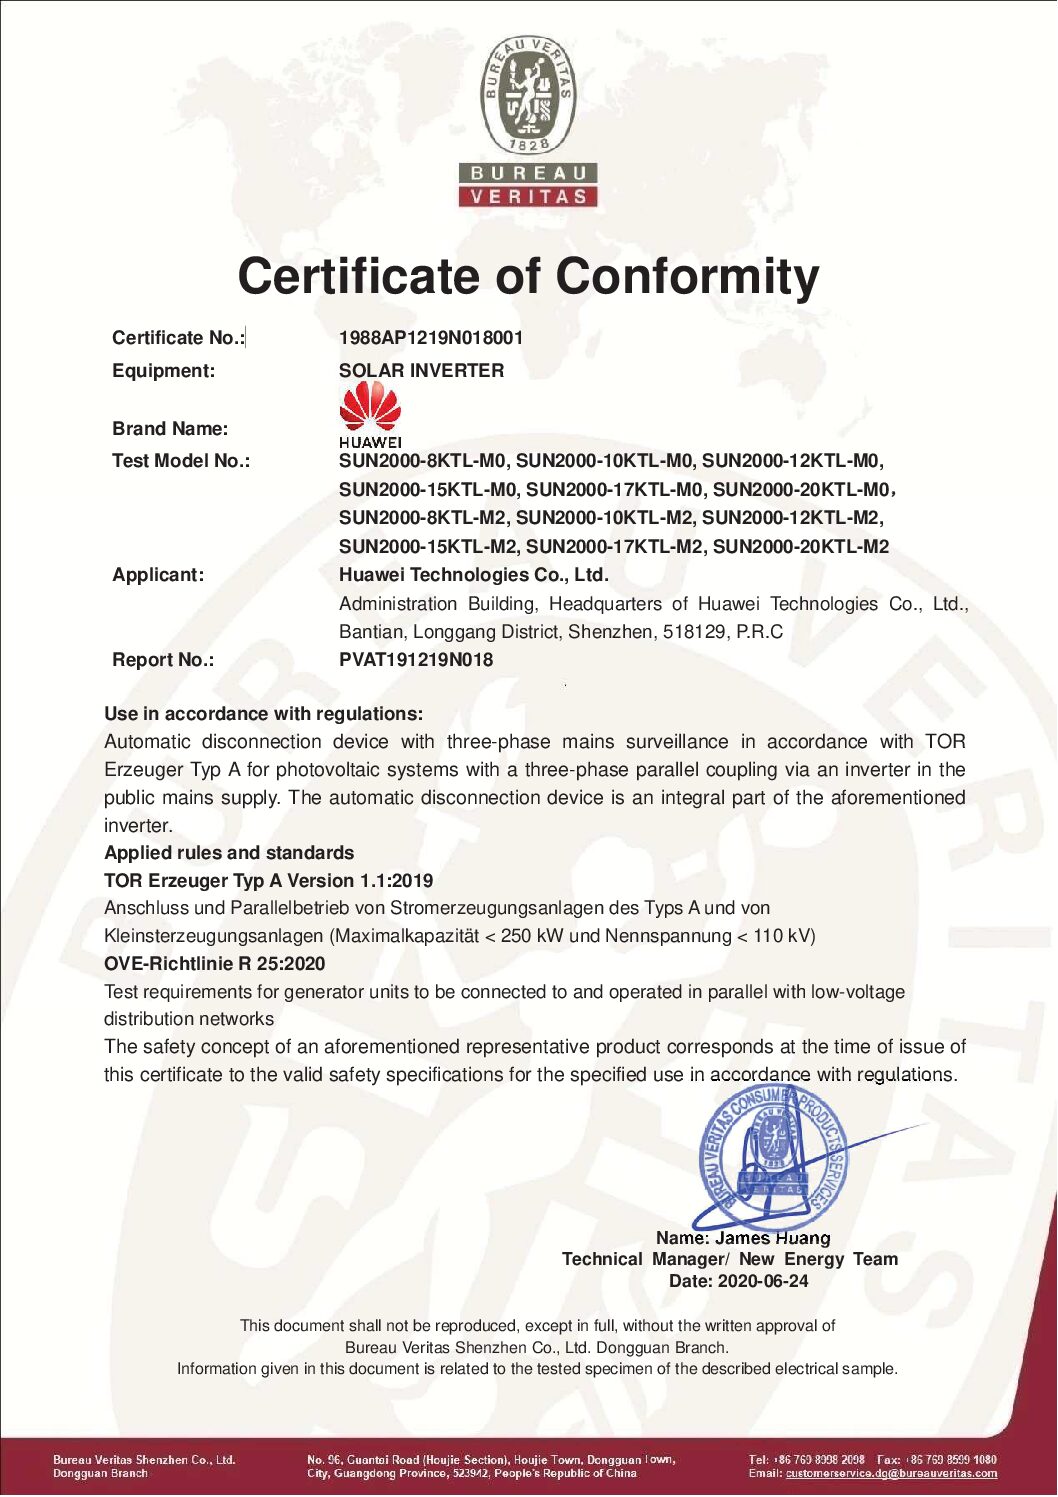 BUREAU VERITAS
1828
BUREAU
VERITAS
Certificate of Conformity
Certificate No.: 1988AP1219N018001
Equipment: SOLAR INVERTER
Brand Name: HUAWEI
Test Model No.: SUN2000-8KTL-M0, SUN2000-10KTL-M0, SUN2000-12KTL-M0,
SUN2000-15KTL-M0, SUN2000-17KTL-M0, SUN2000-20KTL-M0,
SUN2000-8KTL-M2, SUN2000-10KTL-M2, SUN2000-12KTL-M2,
SUN2000-15KTL-M2, SUN2000-17KTL-M2, SUN2000-20KTL-M2
Applicant: Huawei Technologies Co., Ltd.
Administration Building, Headquarters of Huawei Technologies Co., Ltd.,
Bantian, Longgang District, Shenzhen, 518129, P.R.C
Report No.: PVAT191219N018
Use in accordance with regulations:
Automatic disconnection device with three-phase mains surveillance in accordance with TOR
Erzeuger Typ A for photovoltaic systems with a three-phase parallel coupling via an inverter in the
public mains supply. The automatic disconnection device is an integral part of the aforementioned
inverter.
Applied rules and standards
TOR Erzeuger Typ A Version 1.1:2019
Anschluss und Parallelbetrieb von Stromerzeugungsanlagen des Typs A und von
Kleinsterzeugungsanlagen (Maximalkapazität < 250 kW und Nennspannung < 110 kV)
OVE-Richtlinie R 25:2020
Test requirements for generator units to be connected to and operated in parallel with low-voltage
distribution networks
The safety concept of an aforementioned representative product corresponds at the time of issue of
this certificate to the valid safety specifications for the specified use in accordance with regulations.
BUREAU VERITAS CONSUMER PRODUCTS SERVICES
1828
BUREAU
VERITAS
Name: James Huang
Technical Manager/ New Energy Team
Date: 2020-06-24
This document shall not be reproduced, except in full, without the written approval of
Bureau Veritas Shenzhen Co., Ltd. Dongguan Branch.
Information given in this document is related to the tested specimen of the described electrical sample.
Bureau Veritas Shenzhen Co., Ltd.
Dongguan Branch
No. 96, Guantai Road (Houjie Section), Houjie Town, Dongguan Town,
City, Guangdong Province, 523942, People's Republic of China
Tel: +86 769 8998 2098 Fax: +86 769 8599 1080
Email: customerservice.dg@bureauveritas.com